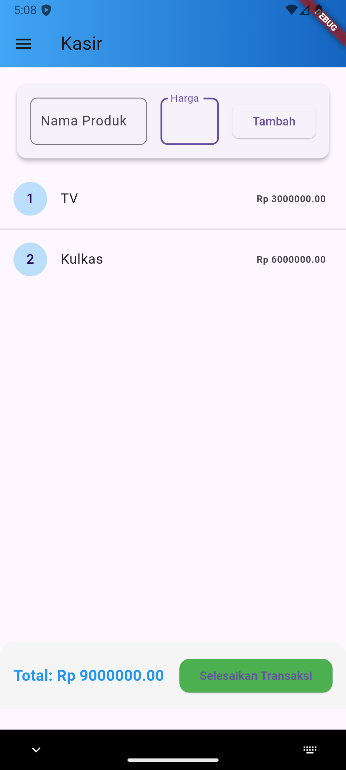 5:08
DEBUG
Kasir
Nama Produk
Harga
Tambah
1 TV Rp 3000000.00
2 Kulkas Rp 6000000.00
Total: Rp 9000000.00
Selesaikan Transaksi